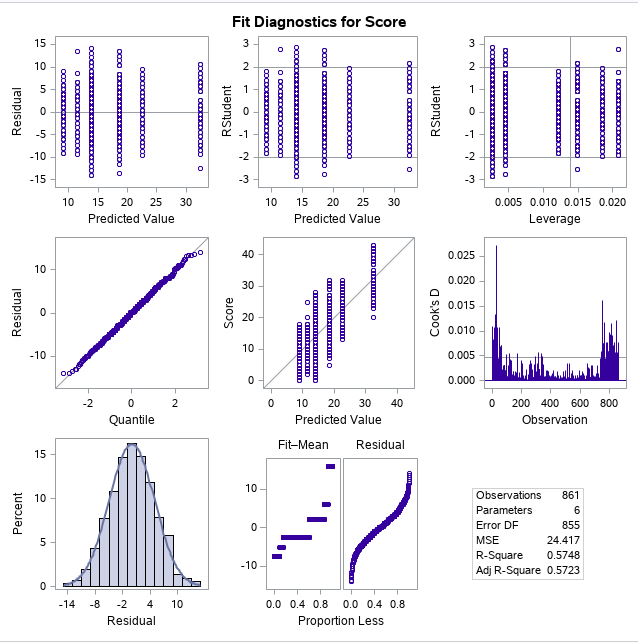 Fit Diagnostics for Score
15
10
5
0
-5
-10
-15
Residual
10 15 20 25 30
Predicted Value
3
2
1
0
-1
-2
-3
RStudent
10 15 20 25 30
Predicted Value
3
2
1
0
-1
-2
-3
RStudent
0.005 0.010 0.015 0.020
Leverage
10
0
-10
Residual
-2 0 2
Quantile
40
30
20
10
0
Score
0 10 20 30 40
Predicted Value
0.025
0.020
0.015
0.010
0.005
0.000
Cook's D
0 200 400 600 800
Observation
15
10
5
0
Percent
-14 -8 -2 4 10
Residual
Fit–Mean Residual
10
0
-10
0.0 0.4 0.8 0.0 0.4 0.8
Proportion Less
Observations 861
Parameters 6
Error DF 855
MSE 24.417
R-Square 0.5748
Adj R-Square 0.5723